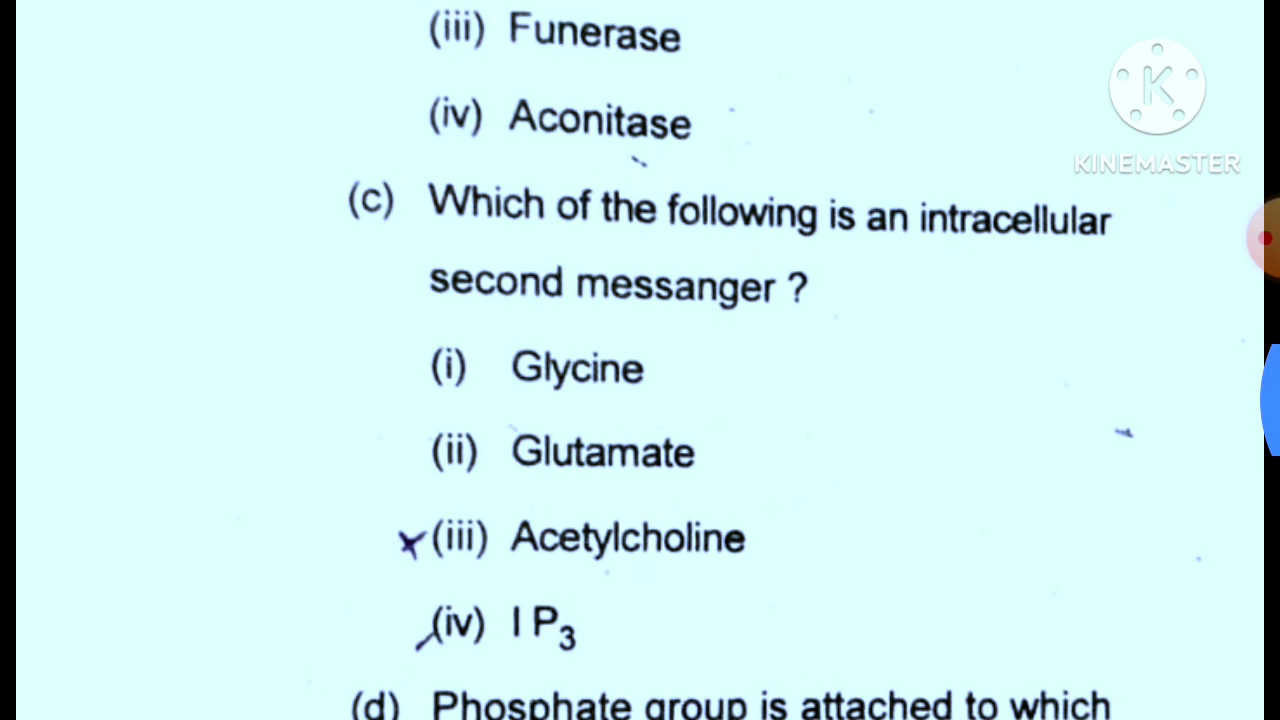 (iii) Funerase
(iv) Aconitase
K
KINEMASTER
(c) Which of the following is an intracellular
second messanger ?
(i) Glycine
(ii) Glutamate
(iii) Acetylcholine
(iv) I P3
(d) Phosphate group is attached to which